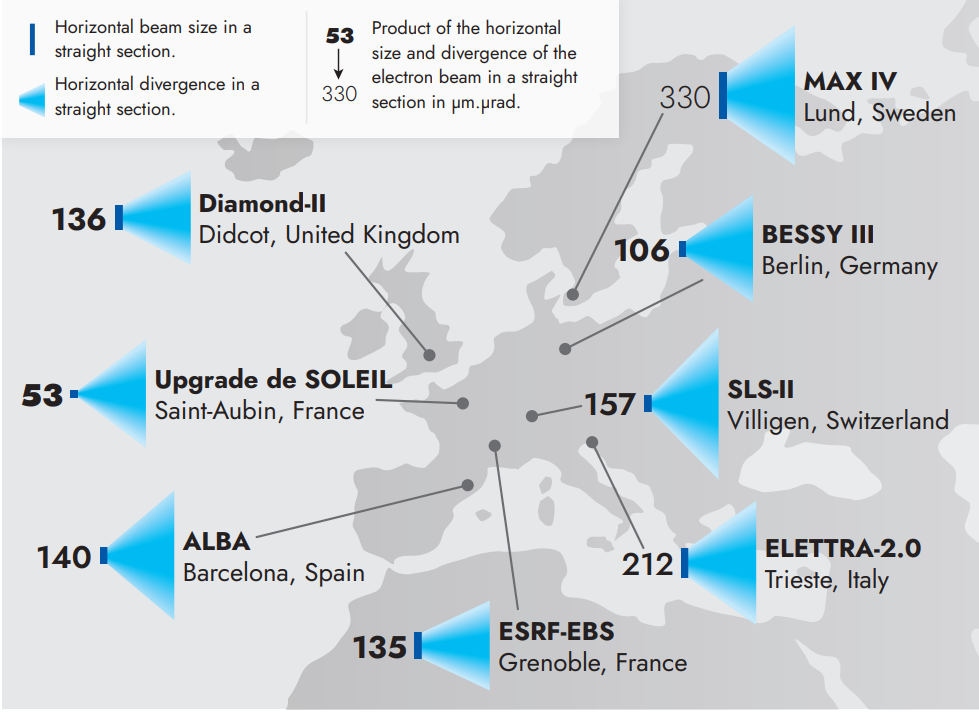 Horizontal beam size in a
straight section.
Horizontal divergence in a
straight section.
53
330
Product of the horizontal
size and divergence of the
electron beam in a straight
section in µm.µrad.
330
MAX IV
Lund, Sweden
136
Diamond-II
Didcot, United Kingdom
106
BESSY III
Berlin, Germany
53
Upgrade de SOLEIL
Saint-Aubin, France
157
SLS-II
Villigen, Switzerland
140
ALBA
Barcelona, Spain
212
ELETTRA-2.0
Trieste, Italy
135
ESRF-EBS
Grenoble, France